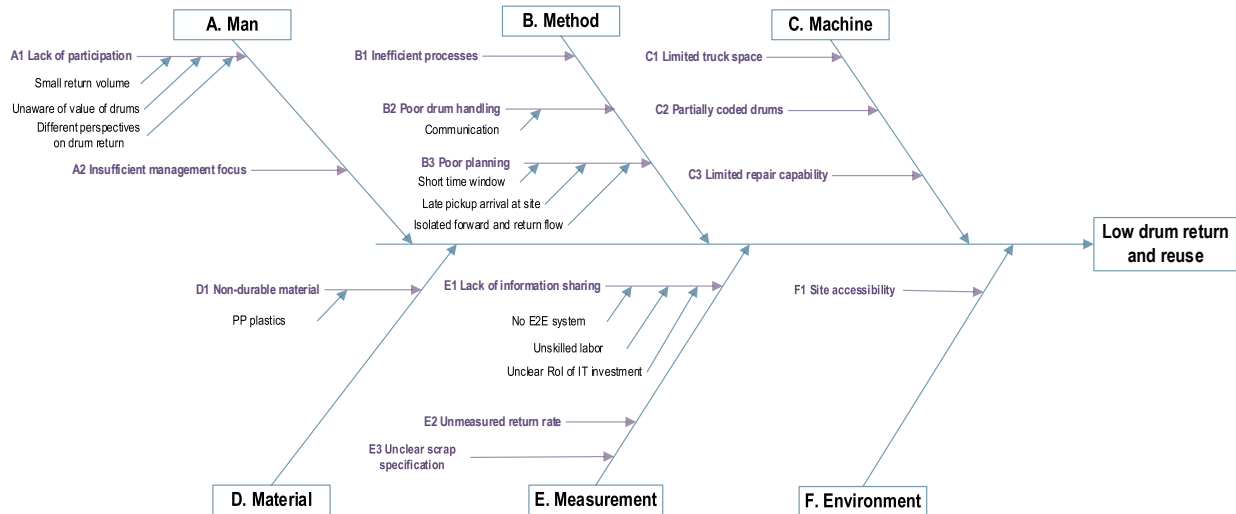 A. Man
B. Method
C. Machine
A1 Lack of participation
Small return volume
Unaware of value of drums
Different perspectives
on drum return
A2 Insufficient management focus
B1 Inefficient processes
B2 Poor drum handling
Communication
B3 Poor planning
Short time window
Late pickup arrival at site
Isolated forward and return flow
C1 Limited truck space
C2 Partially coded drums
C3 Limited repair capability
Low drum return
and reuse
D1 Non-durable material
PP plastics
E1 Lack of information sharing
No E2E system
Unskilled labor
Unclear RoI of IT investment
E2 Unmeasured return rate
E3 Unclear scrap
specification
F1 Site accessibility
D. Material
E. Measurement
F. Environment